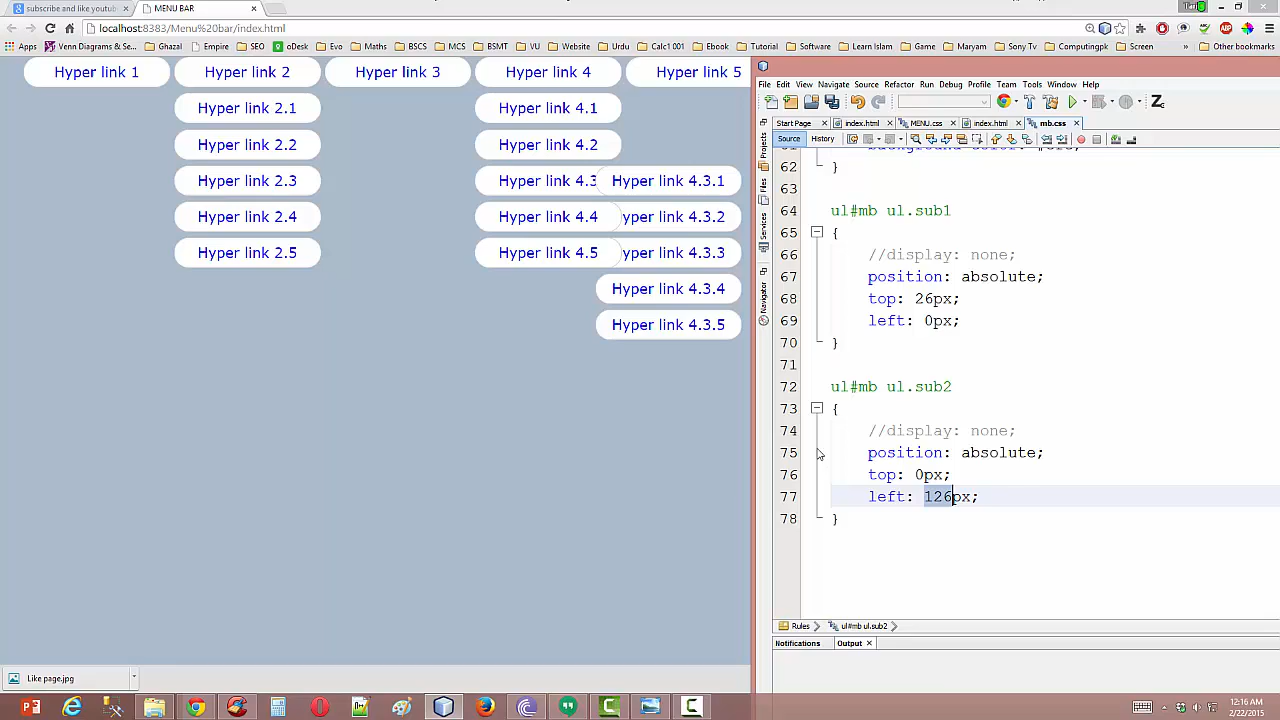 subscribe and like youtub
MENU BAR
localhost:8383/Menu%20bar/index.html
Apps
Venn Diagrams & Se...
Ghazal
Empire
SEO
oDesk
Evo
Maths
BSCS
MCS
BSMT
VU
Website
Urdu
Calc1 001
Ebook
Tutorial
Software
Learn Islam
Game
Maryam
Sony Tv
Computingpk
Screen
Other bookmarks
Hyper link 1
Hyper link 2
Hyper link 3
Hyper link 4
Hyper link 5
Hyper link 2.1
Hyper link 4.1
Hyper link 2.2
Hyper link 4.2
Hyper link 2.3
Hyper link 4.3
Hyper link 4.3.1
Hyper link 2.4
Hyper link 4.4
yper link 4.3.2
Hyper link 2.5
Hyper link 4.5
yper link 4.3.3
Hyper link 4.3.4
Hyper link 4.3.5
Like page.jpg
File Edit View Navigate Source Refactor Run Debug Profile Team Tools Window Help
Start Page
index.html
MENU.css
index.html
mb.css
Source
History
Projects
Files
Services
Navigator
62 }
63
64 ul#mb ul.sub1
65 {
66 //display: none;
67 position: absolute;
68 top: 26px;
69 left: 0px;
70 }
71
72 ul#mb ul.sub2
73 {
74 //display: none;
75 position: absolute;
76 top: 0px;
77 left: 126px;
78 }
Rules
ul#mb ul.sub2
Notifications
Output
12:16 AM
2/22/2015